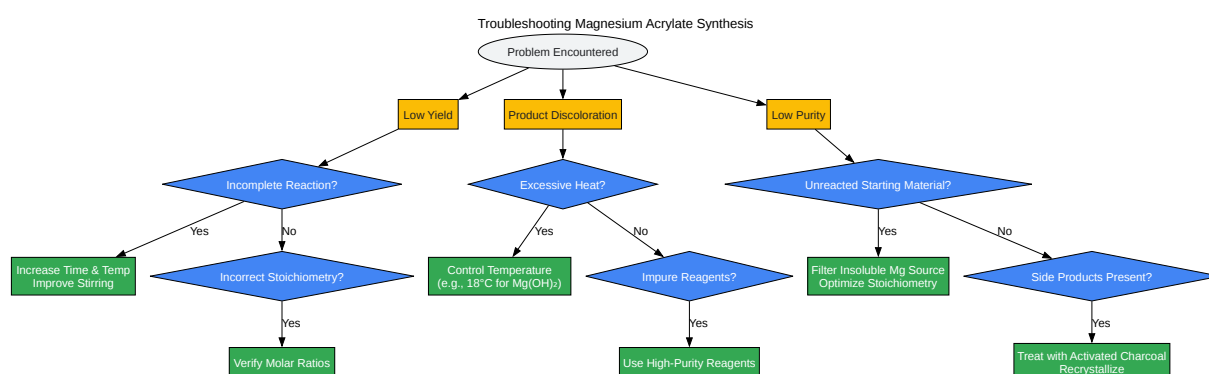 Troubleshooting Magnesium Acrylate Synthesis
Problem Encountered
Low Yield
Product Discoloration
Low Purity
Incomplete Reaction?
Excessive Heat?
Unreacted Starting Material?
Yes
No
Yes
No
Yes
No
Increase Time & Temp
Improve Stirring
Incorrect Stoichiometry?
Control Temperature
(e.g., 18°C for Mg(OH)₂)
Impure Reagents?
Filter Insoluble Mg Source
Optimize Stoichiometry
Side Products Present?
Yes
Yes
Yes
Verify Molar Ratios
Use High-Purity Reagents
Treat with Activated Charcoal
Recrystallize